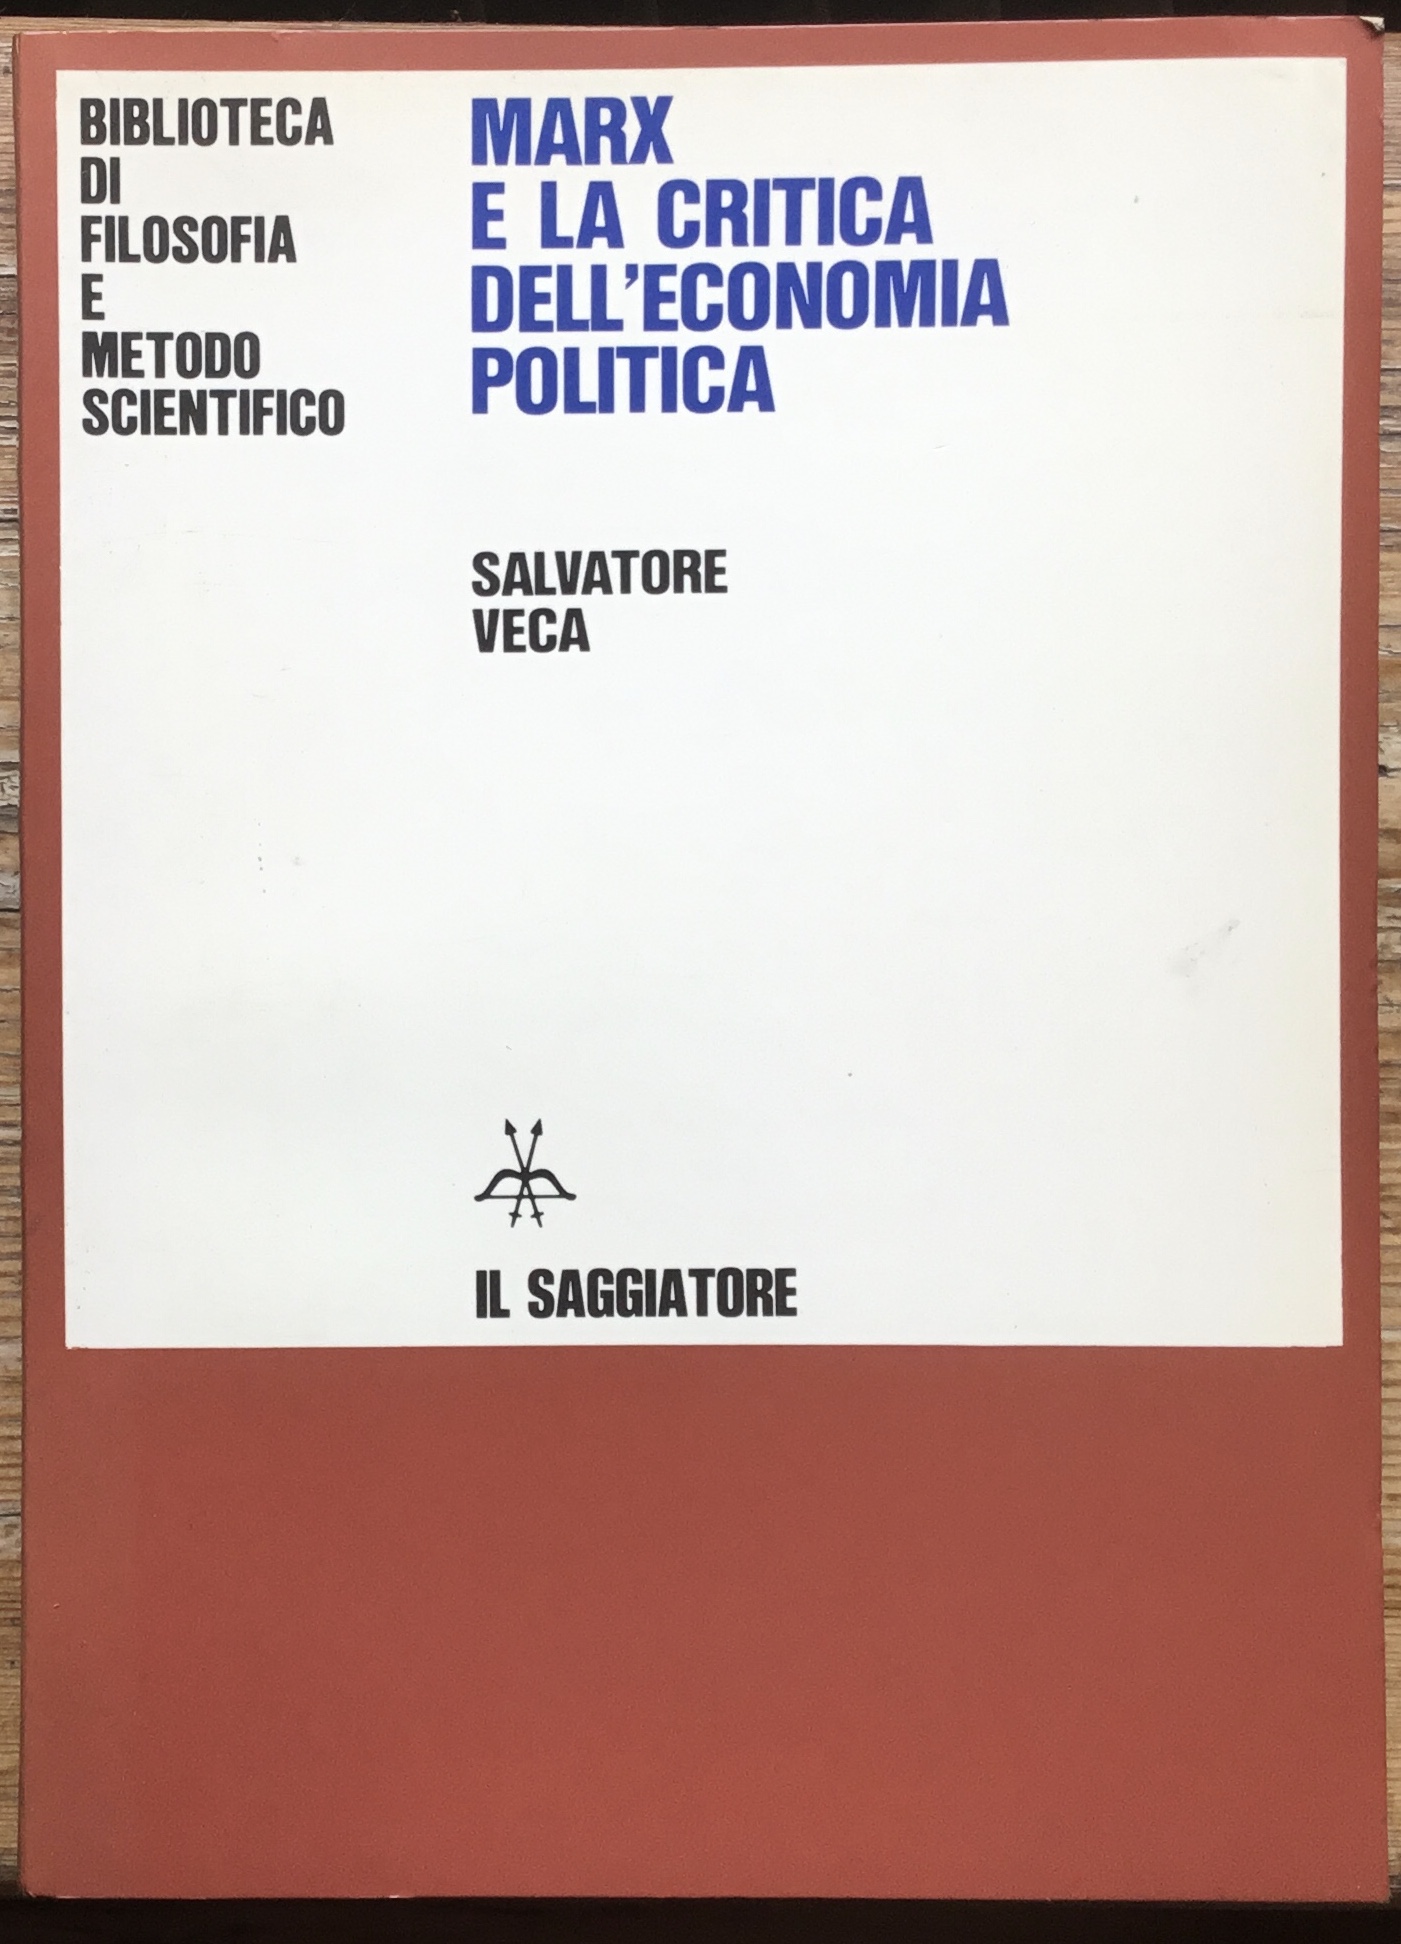 BIBLIOTECA
DI
FILOSOFIA
E
METODO
SCIENTIFICO
MARX
E LA CRITICA
DELL'ECONOMIA
POLITICA
SALVATORE
VECA
IL SAGGIATORE